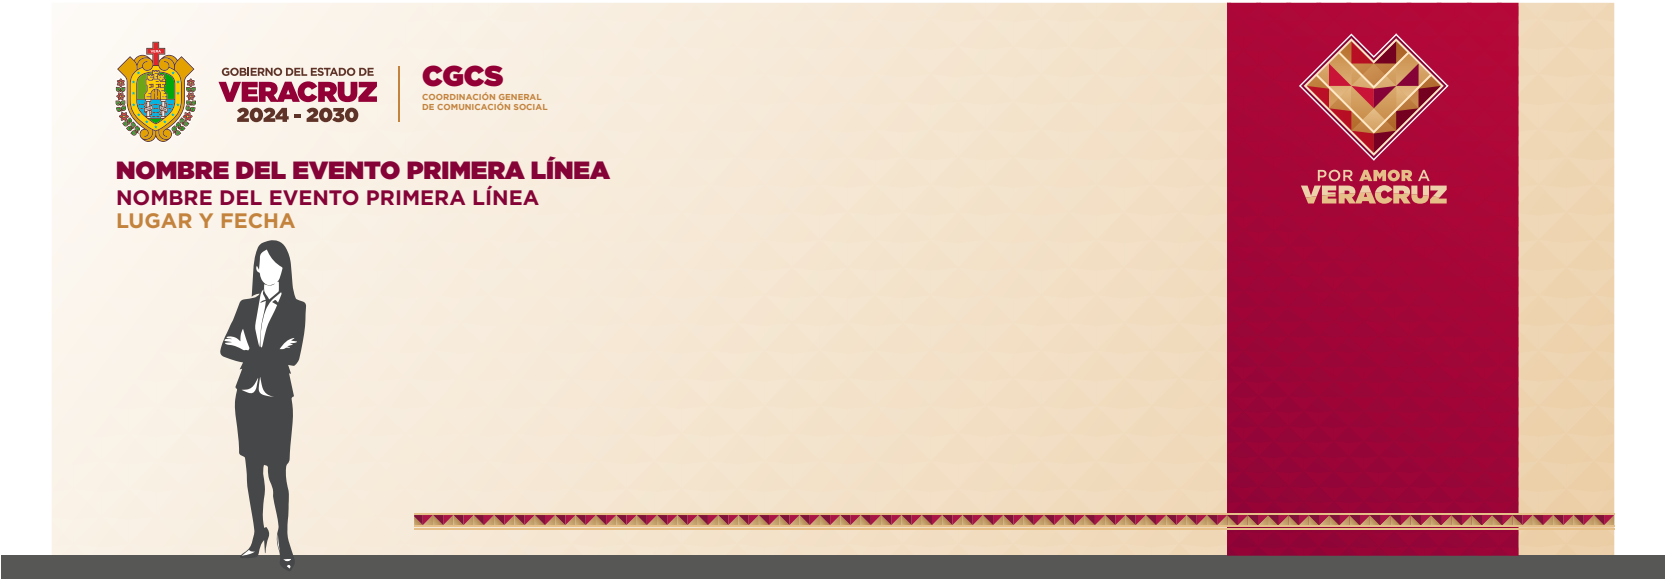 GOBIERNO DEL ESTADO DE
VERACRUZ
2024 - 2030
CGCS
COORDINACIÓN GENERAL
DE COMUNICACIÓN SOCIAL
NOMBRE DEL EVENTO PRIMERA LÍNEA
NOMBRE DEL EVENTO PRIMERA LÍNEA
LUGAR Y FECHA
POR AMOR A
VERACRUZ